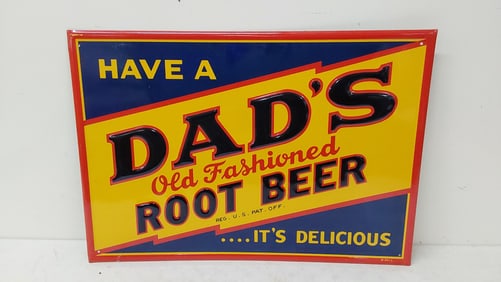 HAVE A
DAD'S
Old Fashioned
ROOT BEER
REG. U.S. PAT. OFF.
....IT'S DELICIOUS